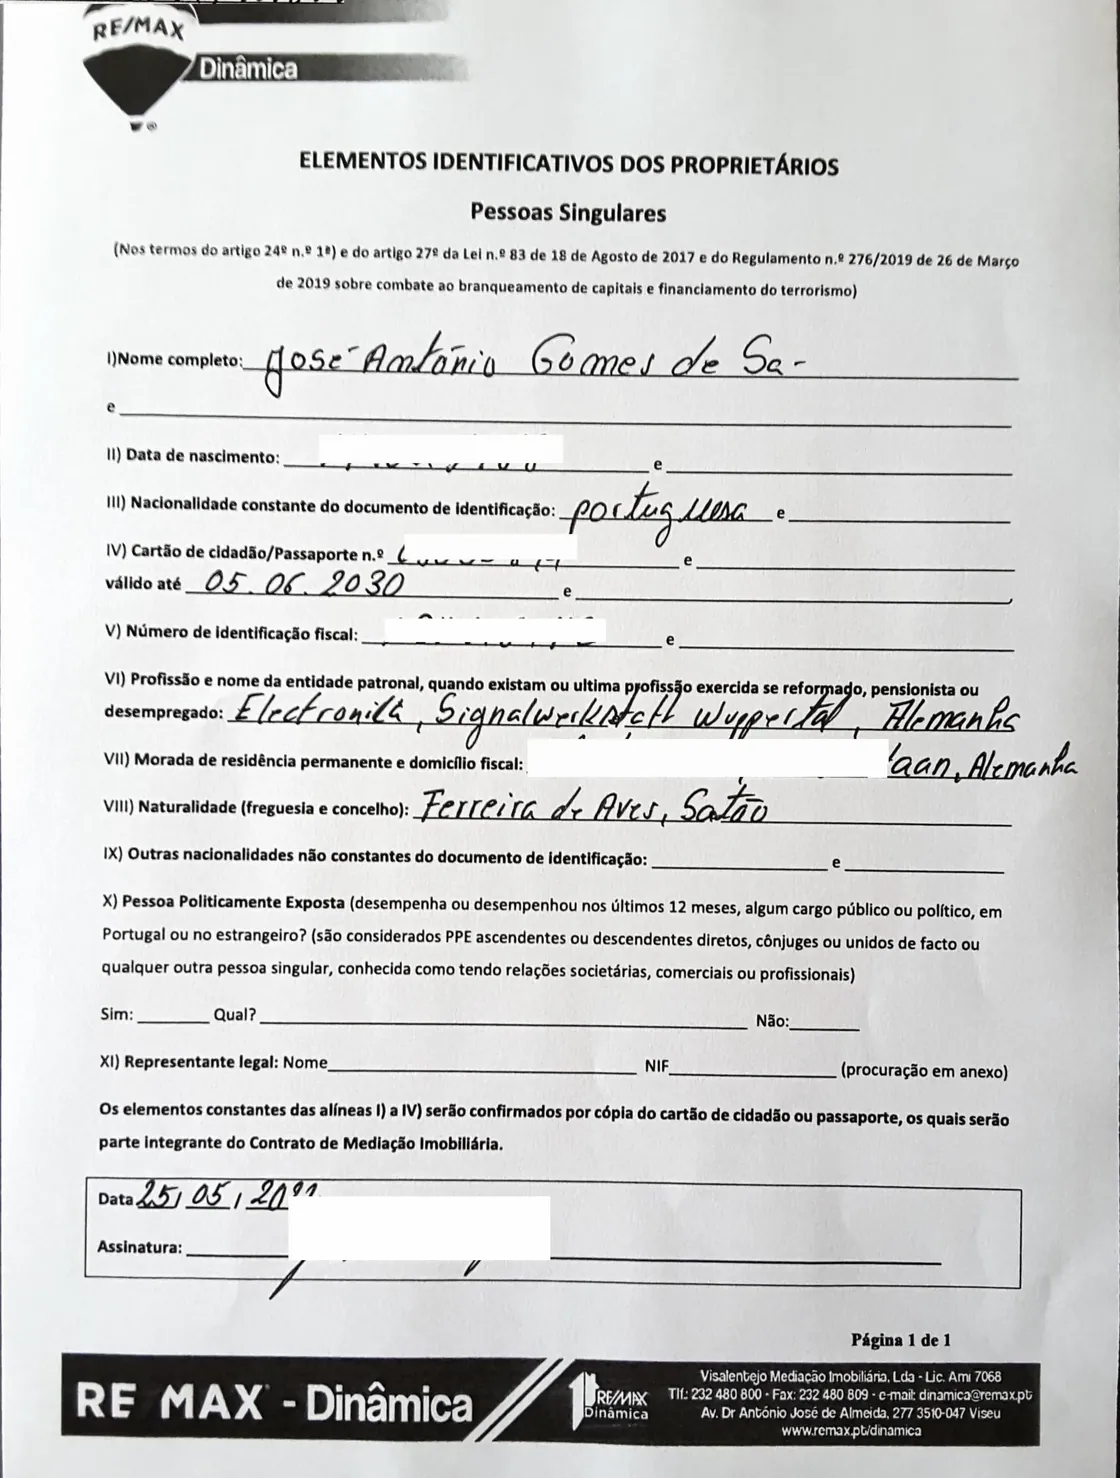 RE/MAX
Dinâmica
ELEMENTOS IDENTIFICATIVOS DOS PROPRIETÁRIOS
Pessoas Singulares
(Nos termos do artigo 24º n.º 1ª) e do artigo 27º da Lei n.º 83 de 18 de Agosto de 2017 e do Regulamento n.º 276/2019 de 26 de Março
de 2019 sobre combate ao branqueamento de capitais e financiamento do terrorismo)
I)Nome completo: José António Gomes de Sa-
e
II) Data de nascimento: e
III) Nacionalidade constante do documento de identificação: portuguesa e
IV) Cartão de cidadão/Passaporte n.º e
válido até 05.06.2030 e
V) Número de identificação fiscal: e
VI) Profissão e nome da entidade patronal, quando existam ou ultima profissão exercida se reformado, pensionista ou
desempregado: Electronica, Signalwerkstatt Wuppertal, Alemanha
VII) Morada de residência permanente e domicílio fiscal: aan, Alemanha
VIII) Naturalidade (freguesia e concelho): Ferreira de Aves, Satão
IX) Outras nacionalidades não constantes do documento de identificação: e
X) Pessoa Politicamente Exposta (desempenha ou desempenhou nos últimos 12 meses, algum cargo público ou político, em
Portugal ou no estrangeiro? (são considerados PPE ascendentes ou descendentes diretos, cônjuges ou unidos de facto ou
qualquer outra pessoa singular, conhecida como tendo relações societárias, comerciais ou profissionais)
Sim: Qual? Não:
XI) Representante legal: Nome NIF (procuração em anexo)
Os elementos constantes das alíneas I) a IV) serão confirmados por cópia do cartão de cidadão ou passaporte, os quais serão
parte integrante do Contrato de Mediação Imobiliária.
Data 25/05/
Assinatura:
Página 1 de 1
RE MAX - Dinâmica
RE/MAX
Dinâmica
Visalentejo Mediação Imobiliária, Lda - Lic. Ami 7068
Tlf.: 232 480 800 - Fax: 232 480 809 - e-mail: dinamica@remax.pt
Av. Dr António José de Almeida, 277 3510-047 Viseu
www.remax.pt/dinamica